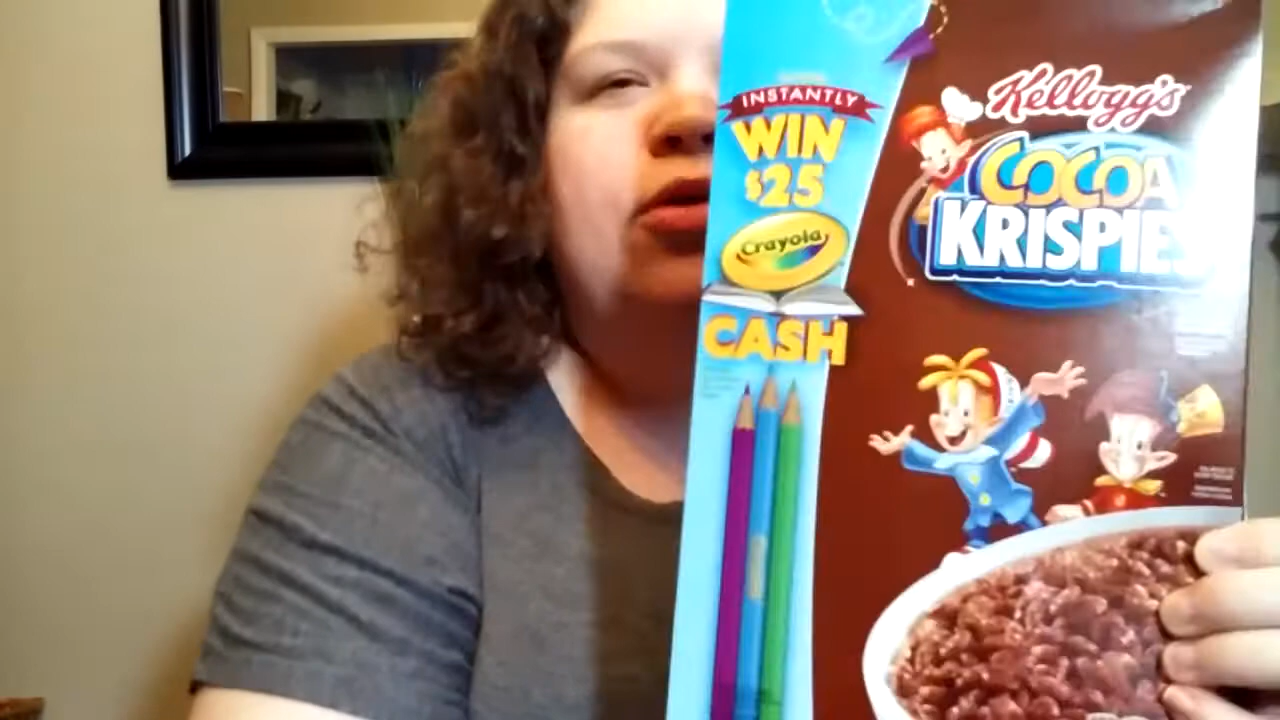 INSTANTLY
WIN
$25
Crayola
CASH
Kellogg's
COCOA
KRISPIES